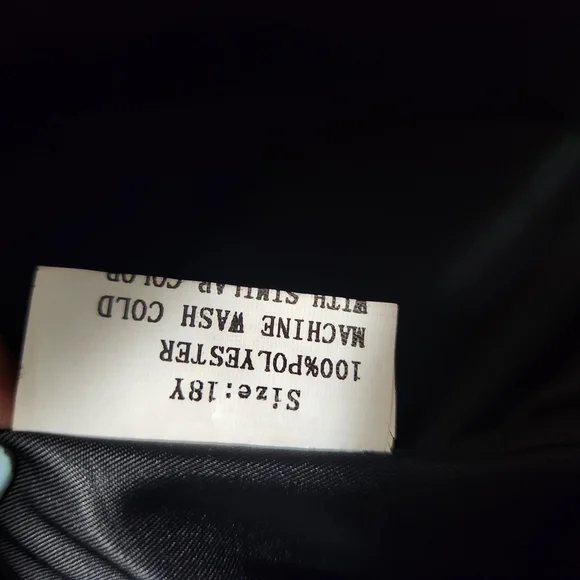 Size:18Y
100%POLYESTER
MACHINE WASH COLD
WITH SIMILAR COLOR